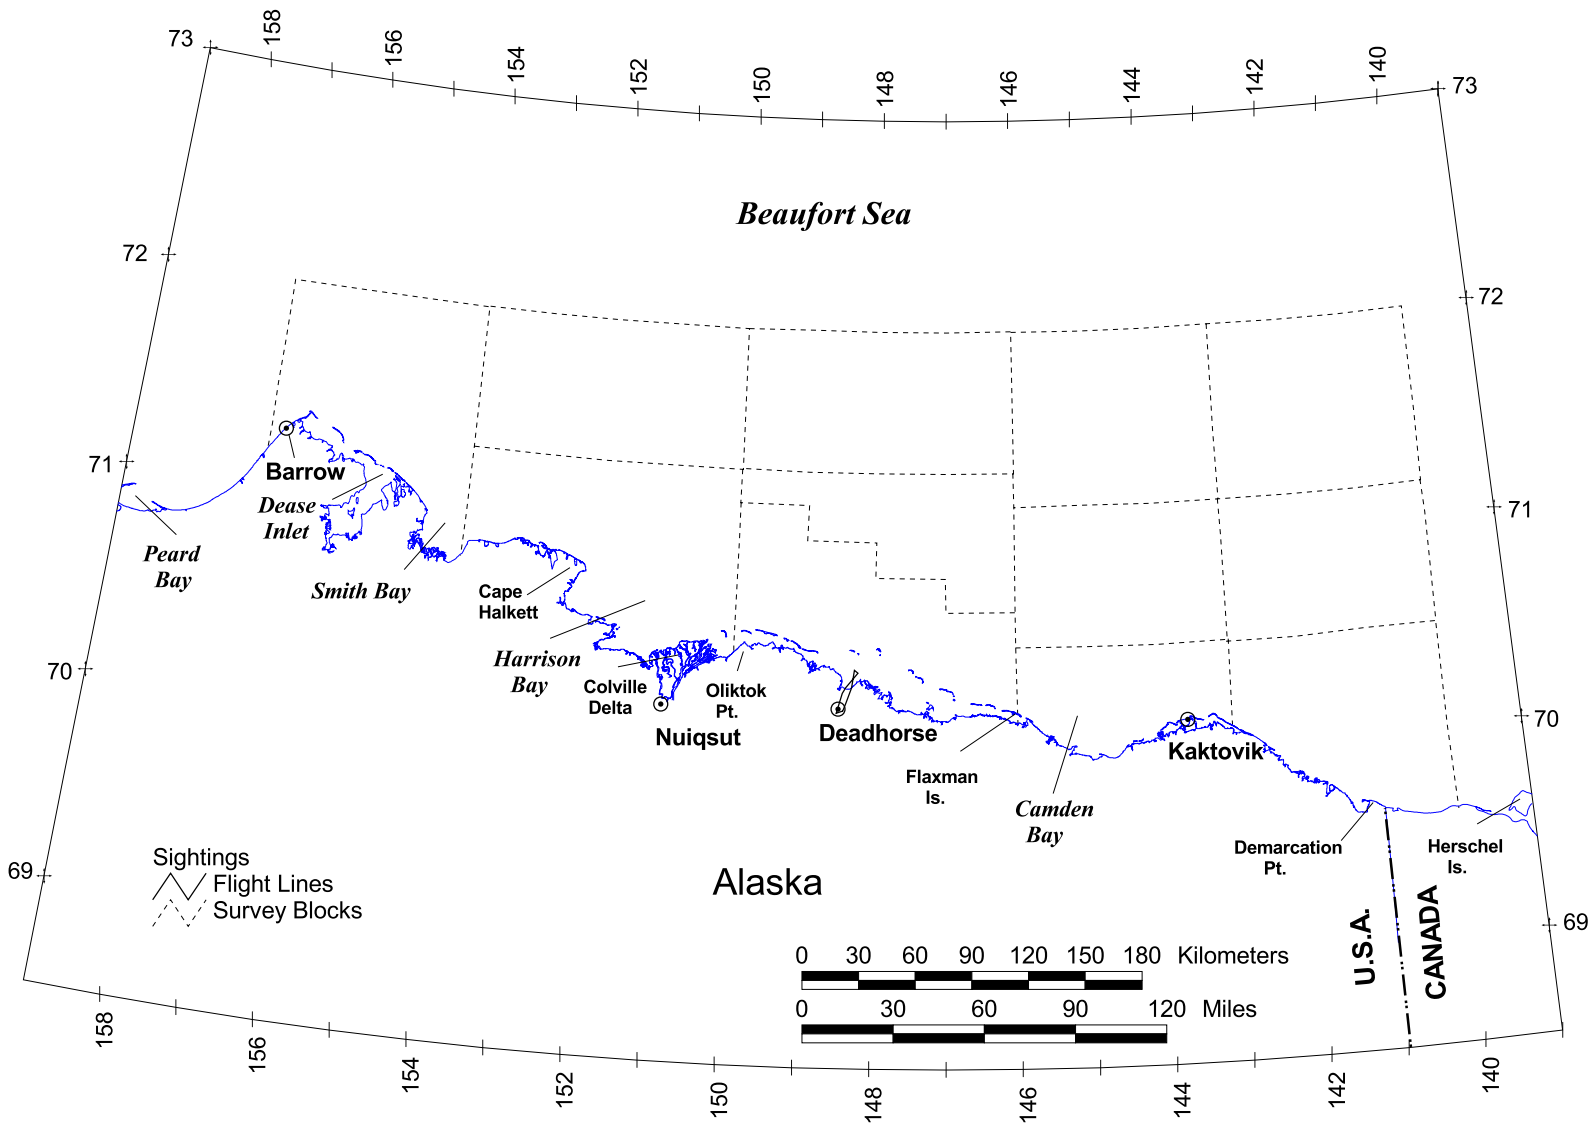 158
156
154
152
150
148
146
144
142
140
73
73
Beaufort Sea
72
72
71
71
Barrow
Dease
Inlet
Peard
Bay
Smith Bay
Cape
Halkett
70
70
Harrison
Bay
Colville
Delta
Oliktok
Pt.
Nuiqsut
Deadhorse
Kaktovik
Flaxman
Is.
Camden
Bay
Demarcation
Pt.
Herschel
Is.
Sightings
Flight Lines
Survey Blocks
69
69
Alaska
U.S.A.
CANADA
0 30 60 90 120 150 180 Kilometers
0 30 60 90 120 Miles
158
156
154
152
150
148
146
144
142
140